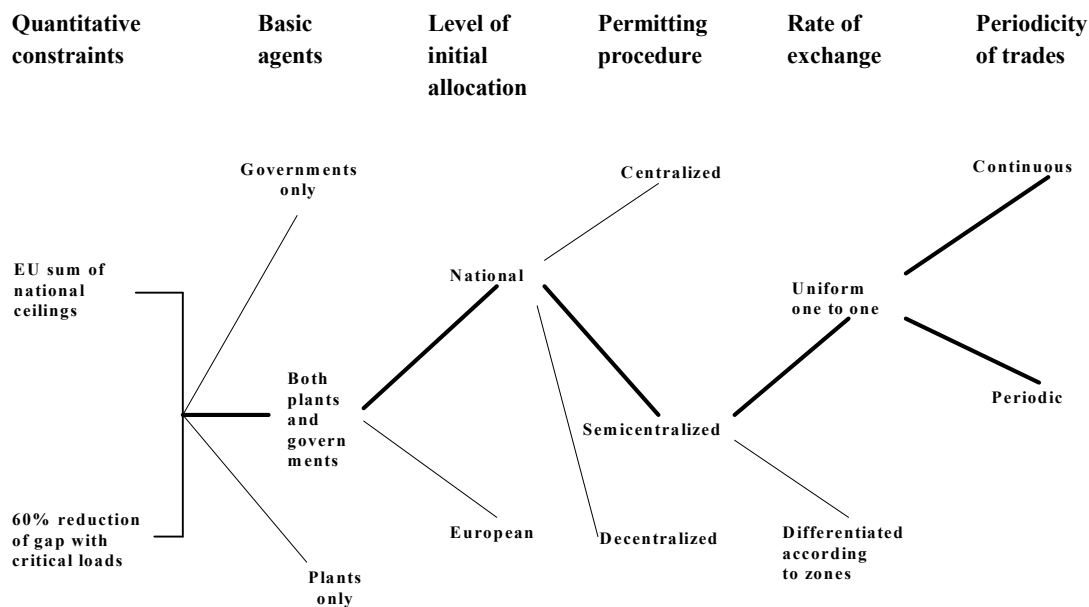 Quantitative
constraints
Basic
agents
Level of
initial
allocation
Permitting
procedure
Rate of
exchange
Periodicity
of trades
Governments
only
Centralized
Continuous
EU sum of
national
ceilings
National
Uniform
one to one
Both
plants
and
govern
ments
Semicentralized
Periodic
60% reduction
of gap with
critical loads
European
Decentralized
Differentiated
according
to zones
Plants
only